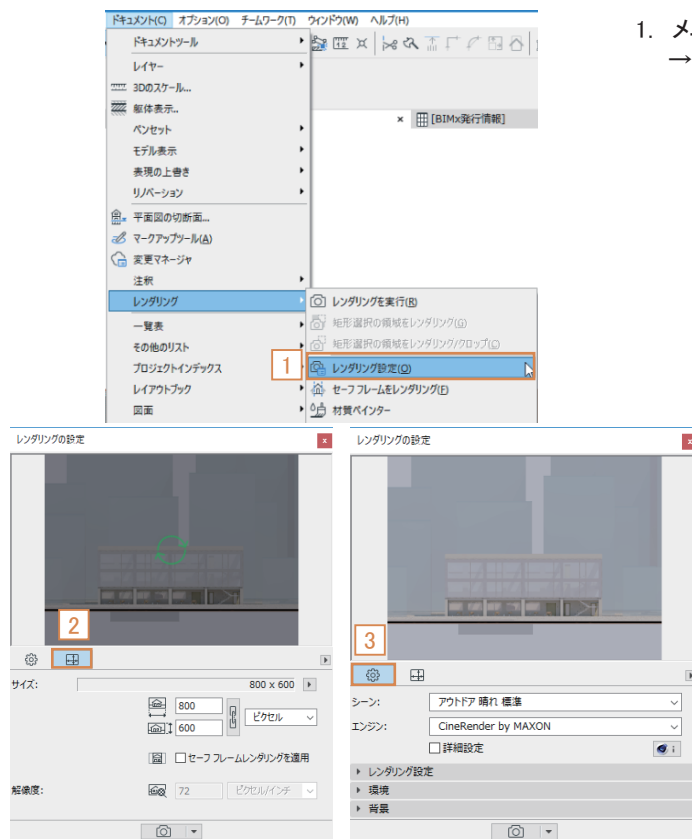 ドキュメント(C) オプション(O) チームワーク(T) ウインドウ(W) ヘルプ(H)
ドキュメントツール
レイヤー
3Dのスケール...
躯体表示...
ペンセット
モデル表示
表現の上書き
リノベーション
平面図の切断面...
マークアップツール(A)
変更マネージャ
注釈
レンダリング
一覧表
その他のリスト
プロジェクトインデックス
レイアウトブック
図面
[BIMx発行情報]
レンダリングを実行(R)
矩形選択の領域をレンダリング(G)
矩形選択の領域をレンダリング/クロップ(C)
1
レンダリング設定(O)
セーフフレームをレンダリング(F)
材質ペインター
1.
→
レンダリングの設定
2
サイズ:
800 x 600
800
600
ピクセル
セーフフレームレンダリングを適用
解像度:
72
ピクセル/インチ
レンダリングの設定
3
シーン:
アウトドア 晴れ 標準
エンジン:
CineRender by MAXON
詳細設定
i
レンダリング設定
環境
背景